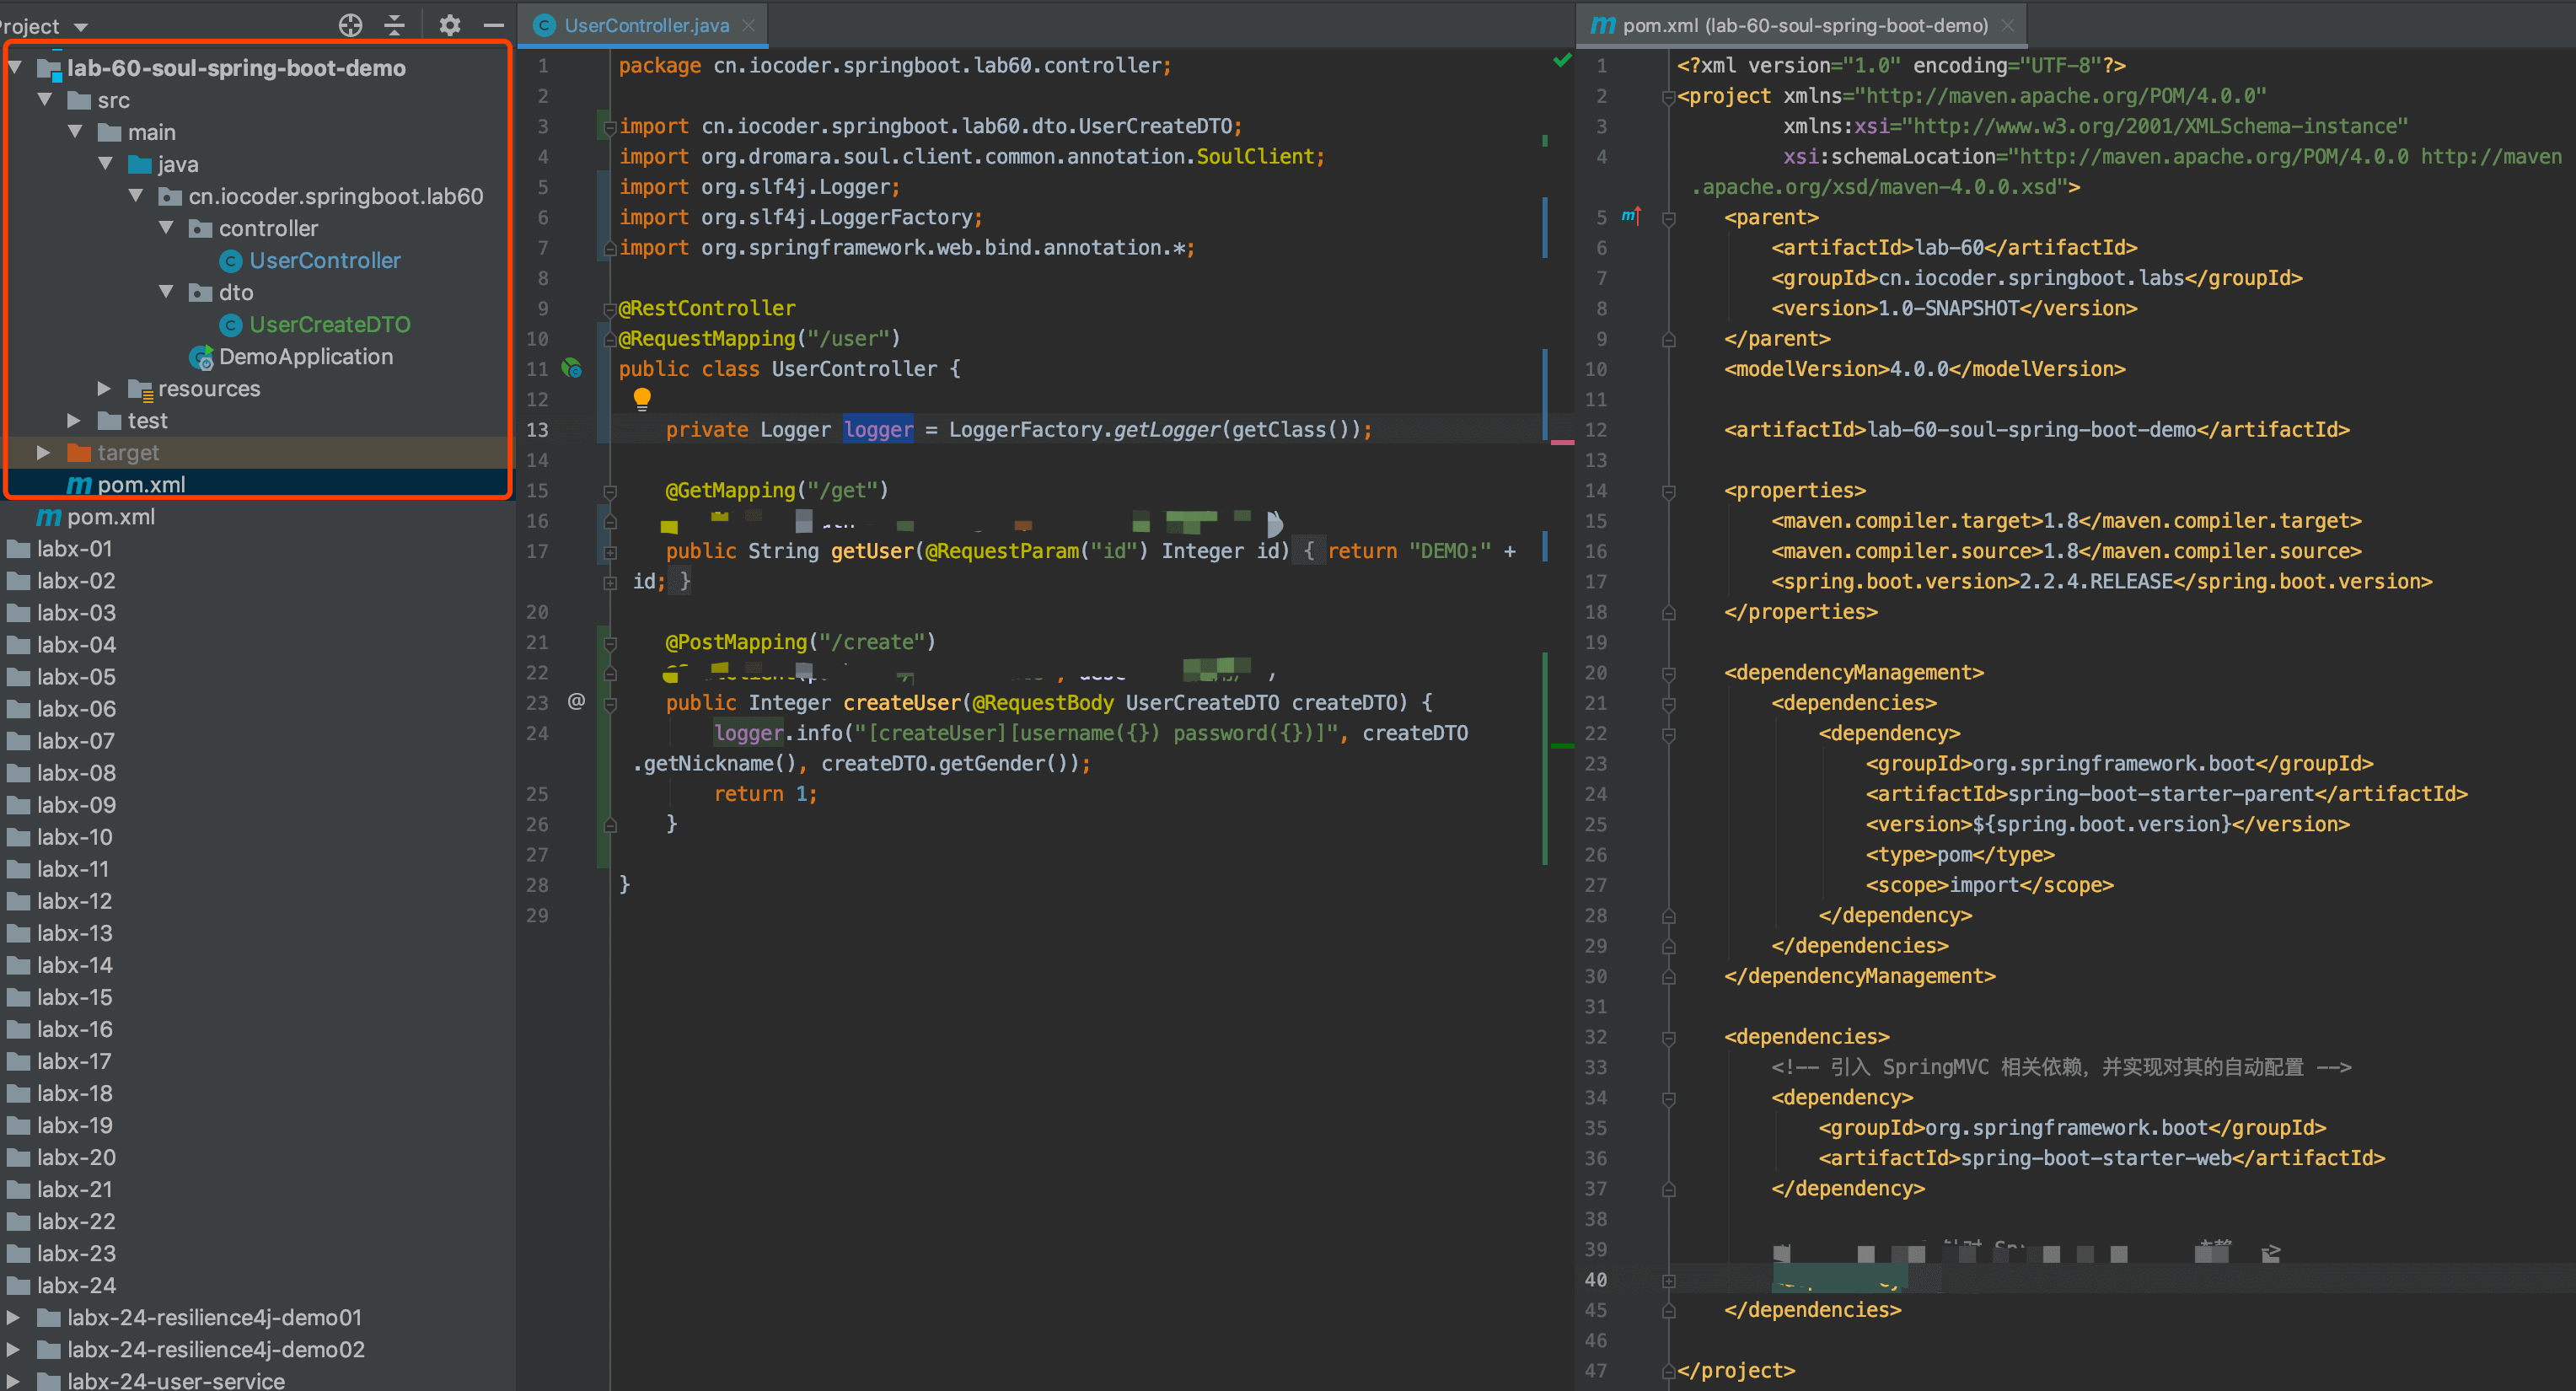 Project
lab-60-soul-spring-boot-demo
src
main
java
cn.iocoder.springboot.lab60
controller
UserController
dto
UserCreateDTO
DemoApplication
resources
test
target
pom.xml
pom.xml
labx-01
labx-02
labx-03
labx-04
labx-05
labx-06
labx-07
labx-08
labx-09
labx-10
labx-11
labx-12
labx-13
labx-14
labx-15
labx-16
labx-17
labx-18
labx-19
labx-20
labx-21
labx-22
labx-23
labx-24
labx-24-resilience4j-demo01
labx-24-resilience4j-demo02
labx-24-user-service
UserController.java
1 package cn.iocoder.springboot.lab60.controller;
2
3 import cn.iocoder.springboot.lab60.dto.UserCreateDTO;
4 import org.dromara.soul.client.common.annotation.SoulClient;
5 import org.slf4j.Logger;
6 import org.slf4j.LoggerFactory;
7 import org.springframework.web.bind.annotation.*;
8
9 @RestController
10 @RequestMapping("/user")
11 public class UserController {
12
13 private Logger logger = LoggerFactory.getLogger(getClass());
14
15 @GetMapping("/get")
16
17 public String getUser(@RequestParam("id") Integer id) { return "DEMO:" +
id; }
20
21 @PostMapping("/create")
22
23 public Integer createUser(@RequestBody UserCreateDTO createDTO) {
24 logger.info("[createUser][username({}) password({})]", createDTO
.getNickname(), createDTO.getGender());
25 return 1;
26 }
27
28 }
29
pom.xml (lab-60-soul-spring-boot-demo)
1 <?xml version="1.0" encoding="UTF-8"?>
2 <project xmlns="http://maven.apache.org/POM/4.0.0"
3 xmlns:xsi="http://www.w3.org/2001/XMLSchema-instance"
4 xsi:schemaLocation="http://maven.apache.org/POM/4.0.0 http://maven
.apache.org/xsd/maven-4.0.0.xsd">
5 <parent>
6 <artifactId>lab-60</artifactId>
7 <groupId>cn.iocoder.springboot.labs</groupId>
8 <version>1.0-SNAPSHOT</version>
9 </parent>
10 <modelVersion>4.0.0</modelVersion>
11
12 <artifactId>lab-60-soul-spring-boot-demo</artifactId>
13
14 <properties>
15 <maven.compiler.target>1.8</maven.compiler.target>
16 <maven.compiler.source>1.8</maven.compiler.source>
17 <spring.boot.version>2.2.4.RELEASE</spring.boot.version>
18 </properties>
19
20 <dependencyManagement>
21 <dependencies>
22 <dependency>
23 <groupId>org.springframework.boot</groupId>
24 <artifactId>spring-boot-starter-parent</artifactId>
25 <version>${spring.boot.version}</version>
26 <type>pom</type>
27 <scope>import</scope>
28 </dependency>
29 </dependencies>
30 </dependencyManagement>
31
32 <dependencies>
33 <!-- 引入 SpringMVC 相关依赖，并实现对其的自动配置 -->
34 <dependency>
35 <groupId>org.springframework.boot</groupId>
36 <artifactId>spring-boot-starter-web</artifactId>
37 </dependency>
38
39
40
45 </dependencies>
46
47 </project>